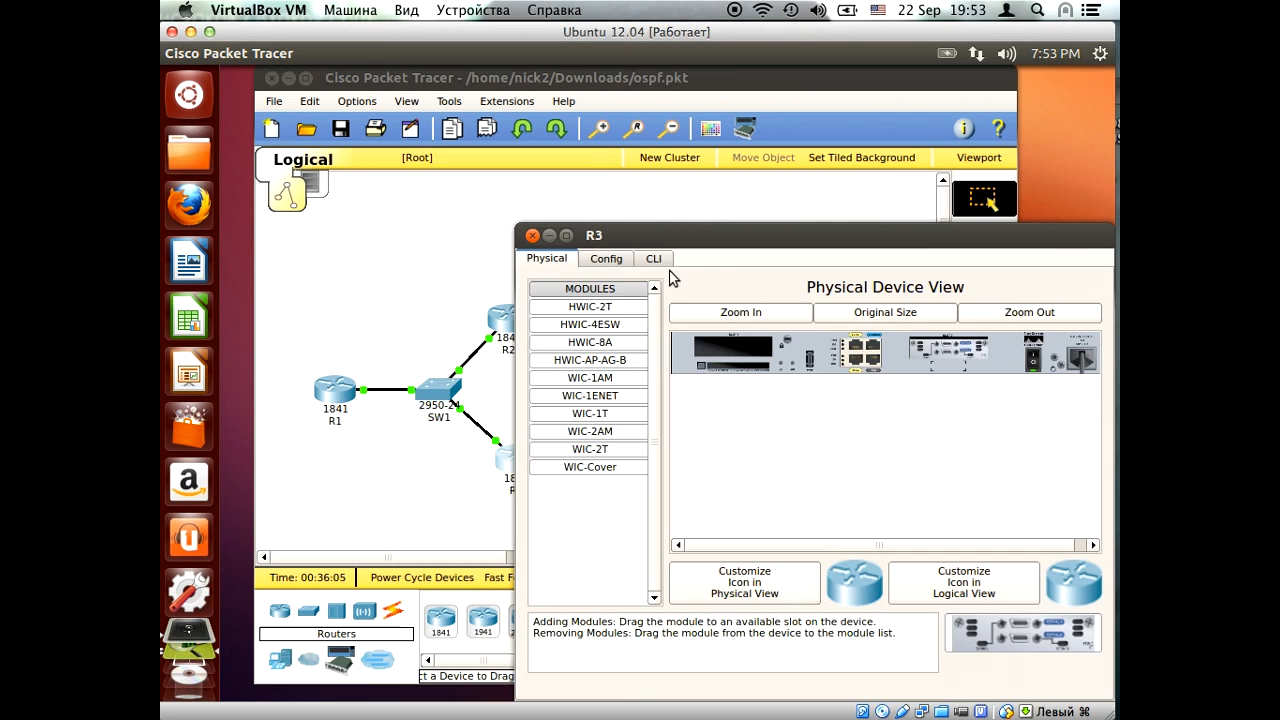 VirtualBox VM Машина Вид Устройства Справка 22 Sep 19:53
Ubuntu 12.04 [Работает]
Cisco Packet Tracer 7:53 PM
Cisco Packet Tracer - /home/nick2/Downloads/ospf.pkt
File Edit Options View Tools Extensions Help
Logical [Root] New Cluster Move Object Set Tiled Background Viewport
R3
Physical Config CLI
MODULES
HWIC-2T
HWIC-4ESW
HWIC-8A
HWIC-AP-AG-B
WIC-1AM
WIC-1ENET
WIC-1T
WIC-2AM
WIC-2T
WIC-Cover
Physical Device View
Zoom In Original Size Zoom Out
184
R2
1841
R1
2950-24
SW1
18
R
Customize
Icon in
Physical View
Customize
Icon in
Logical View
Adding Modules: Drag the module to an available slot on the device.
Removing Modules: Drag the module from the device to the module list.
Time: 00:36:05 Power Cycle Devices Fast F
Routers
1841 1941 2
ct a Device to Drag
Левый ⌘